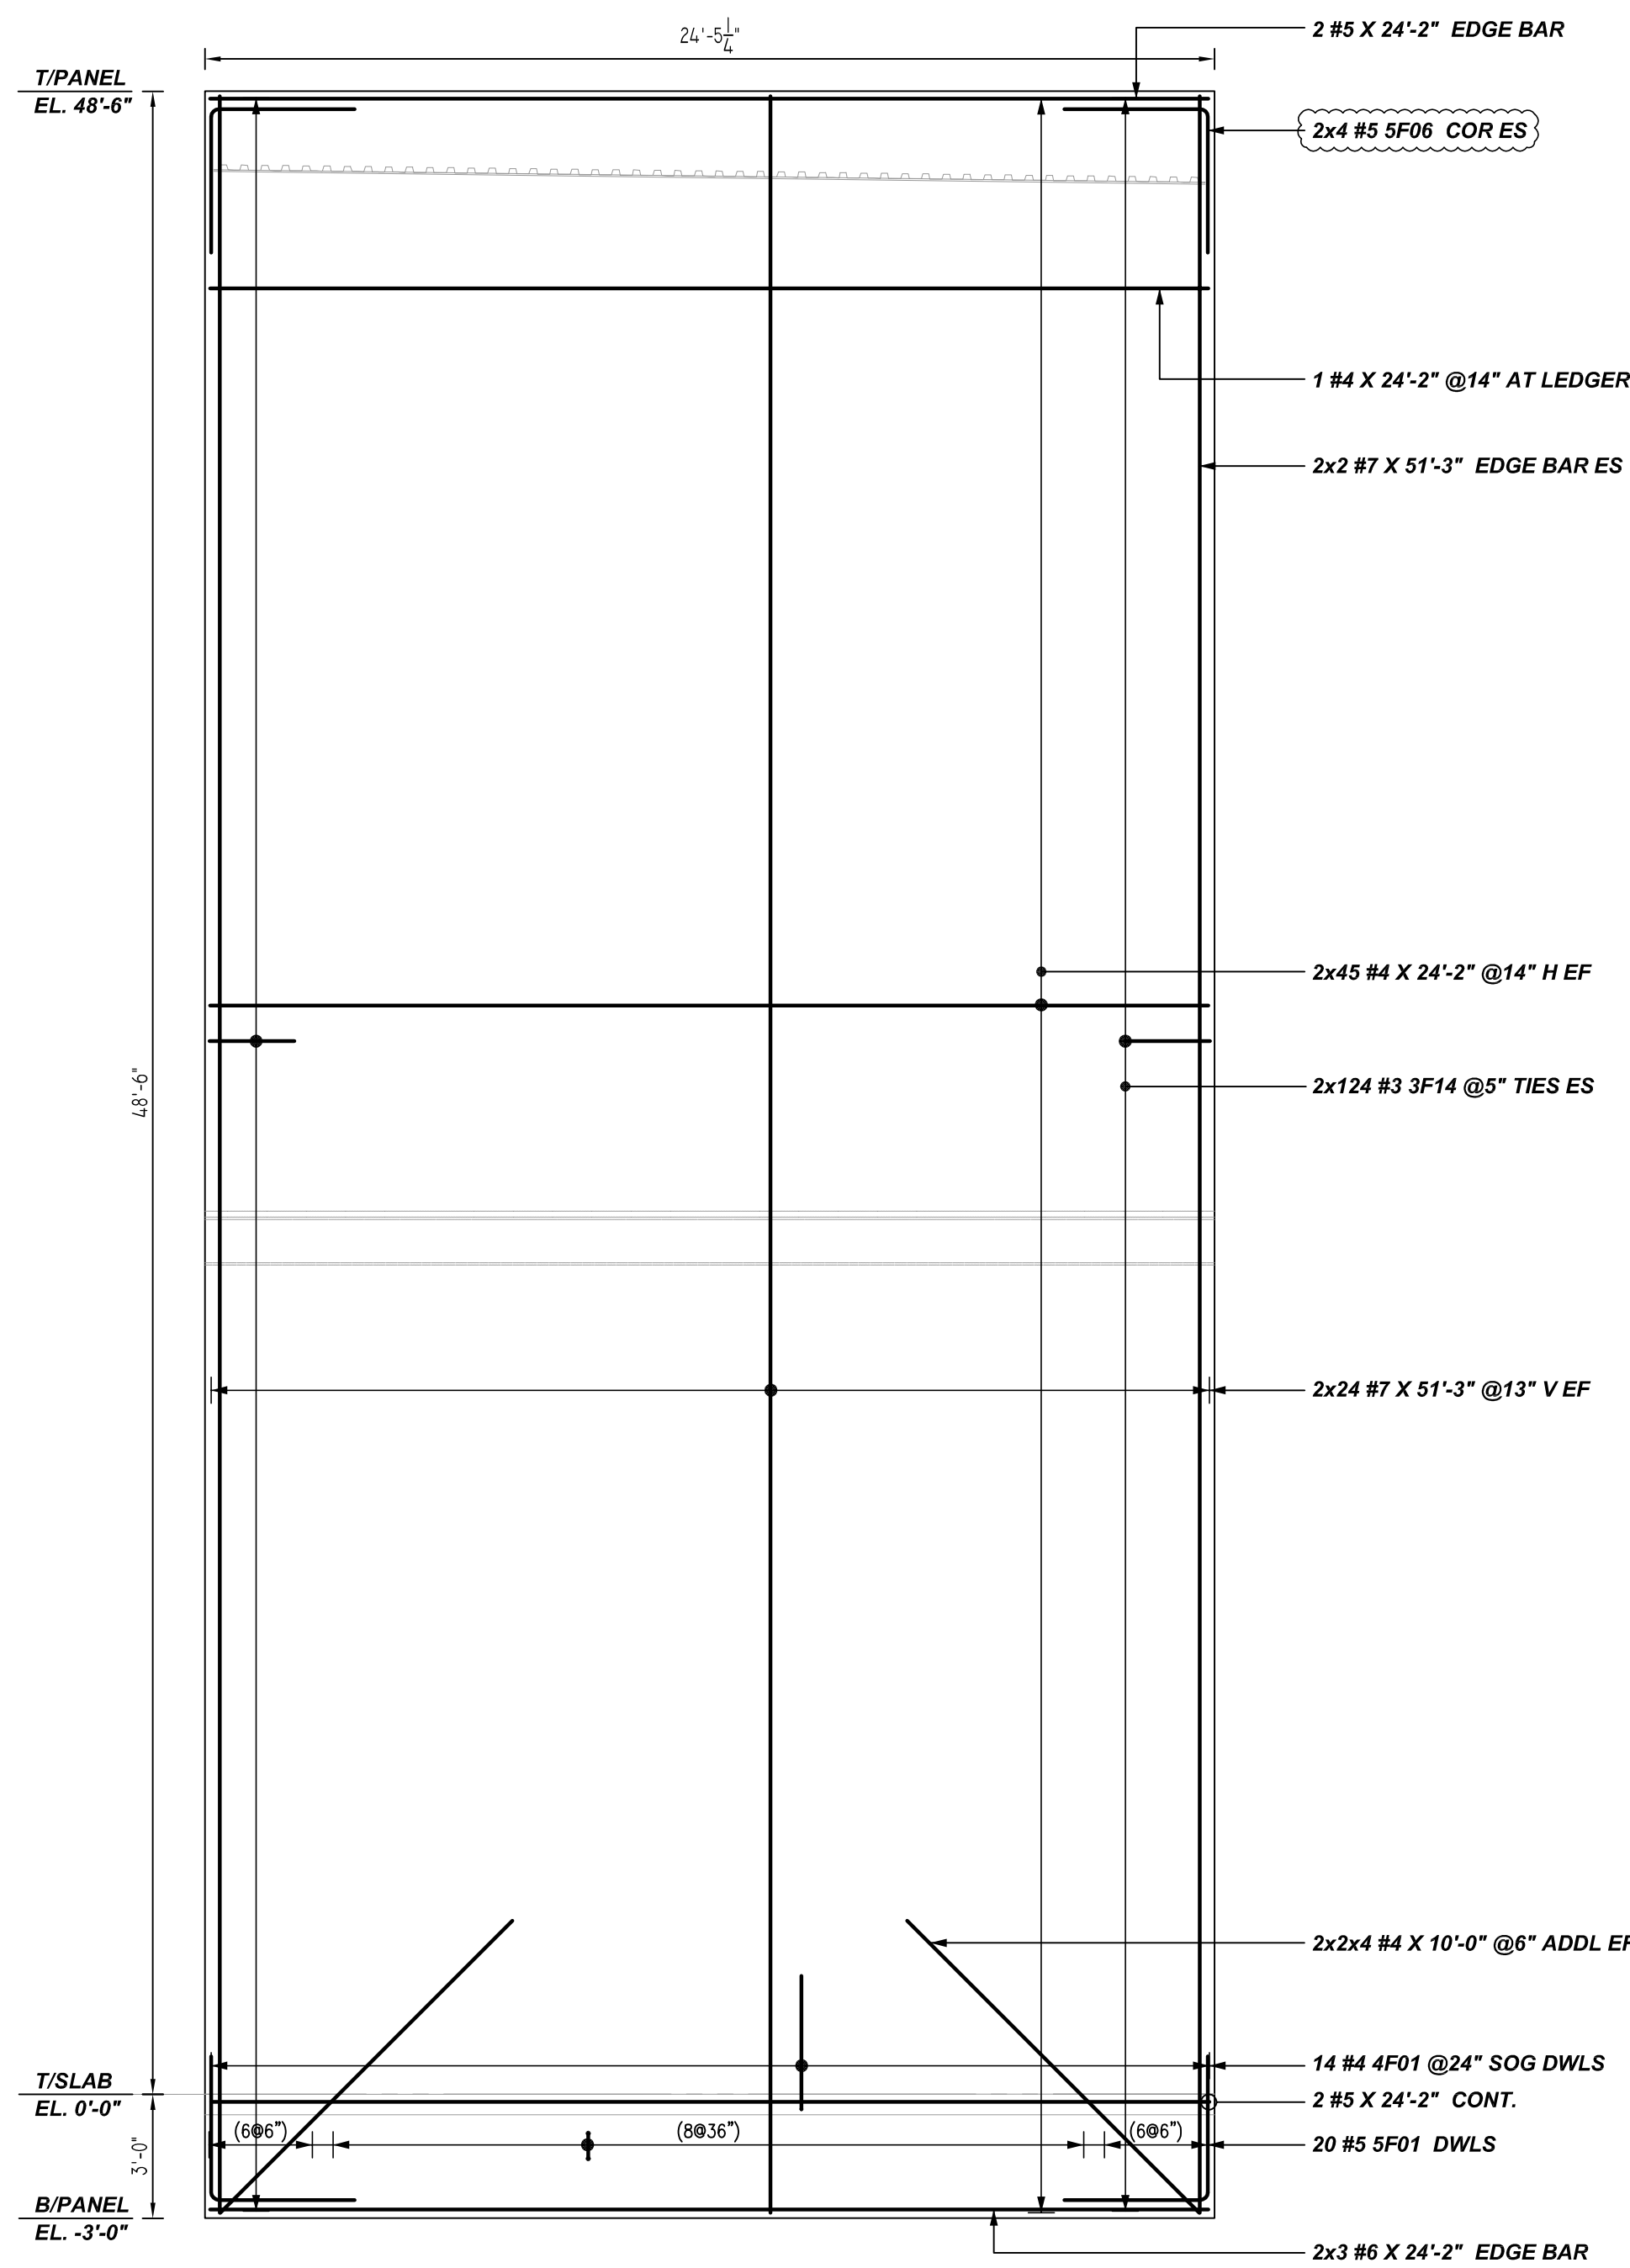 24'-5 1/4"
2 #5 X 24'-2" EDGE BAR
T/PANEL
EL. 48'-6"
2x4 #5 5F06 COR ES
1 #4 X 24'-2" @14" AT LEDGER
2x2 #7 X 51'-3" EDGE BAR ES
2x45 #4 X 24'-2" @14" H EF
48'-6"
2x124 #3 3F14 @5" TIES ES
2x24 #7 X 51'-3" @13" V EF
2x2x4 #4 X 10'-0" @6" ADDL EF
14 #4 4F01 @24" SOG DWLS
T/SLAB
EL. 0'-0"
2 #5 X 24'-2" CONT.
(6@6")
(8@36")
(6@6")
20 #5 5F01 DWLS
3'-0"
B/PANEL
EL. -3'-0"
2x3 #6 X 24'-2" EDGE BAR